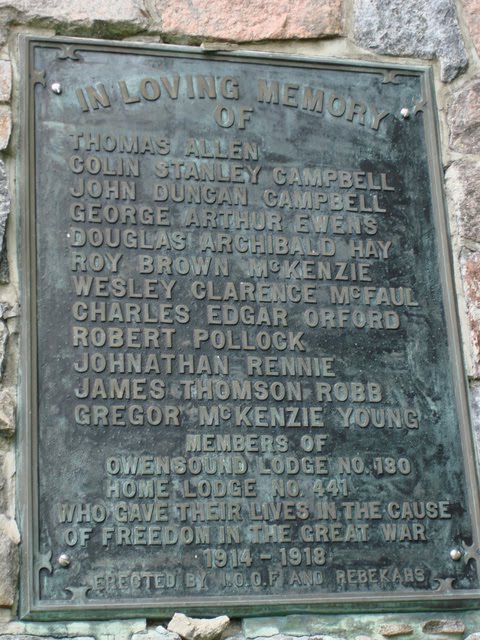 IN LOVING MEMORY
OF
THOMAS ALLEN
COLIN STANLEY CAMPBELL
JOHN DUNCAN CAMPBELL
GEORGE ARTHUR EWENS
DOUGLAS ARCHIBALD HAY
ROY BROWN McKENZIE
WESLEY CLARENCE McFAUL
CHARLES EDGAR ORFORD
ROBERT POLLOCK
JOHNATHAN RENNIE
JAMES THOMSON ROBB
GREGOR McKENZIE YOUNG
MEMBERS OF
OWENSOUND LODGE NO. 180
HOME LODGE NO. 441
WHO GAVE THEIR LIVES IN THE CAUSE
OF FREEDOM IN THE GREAT WAR
1914 - 1918
ERECTED BY I.O.O.F AND REBEKAHS